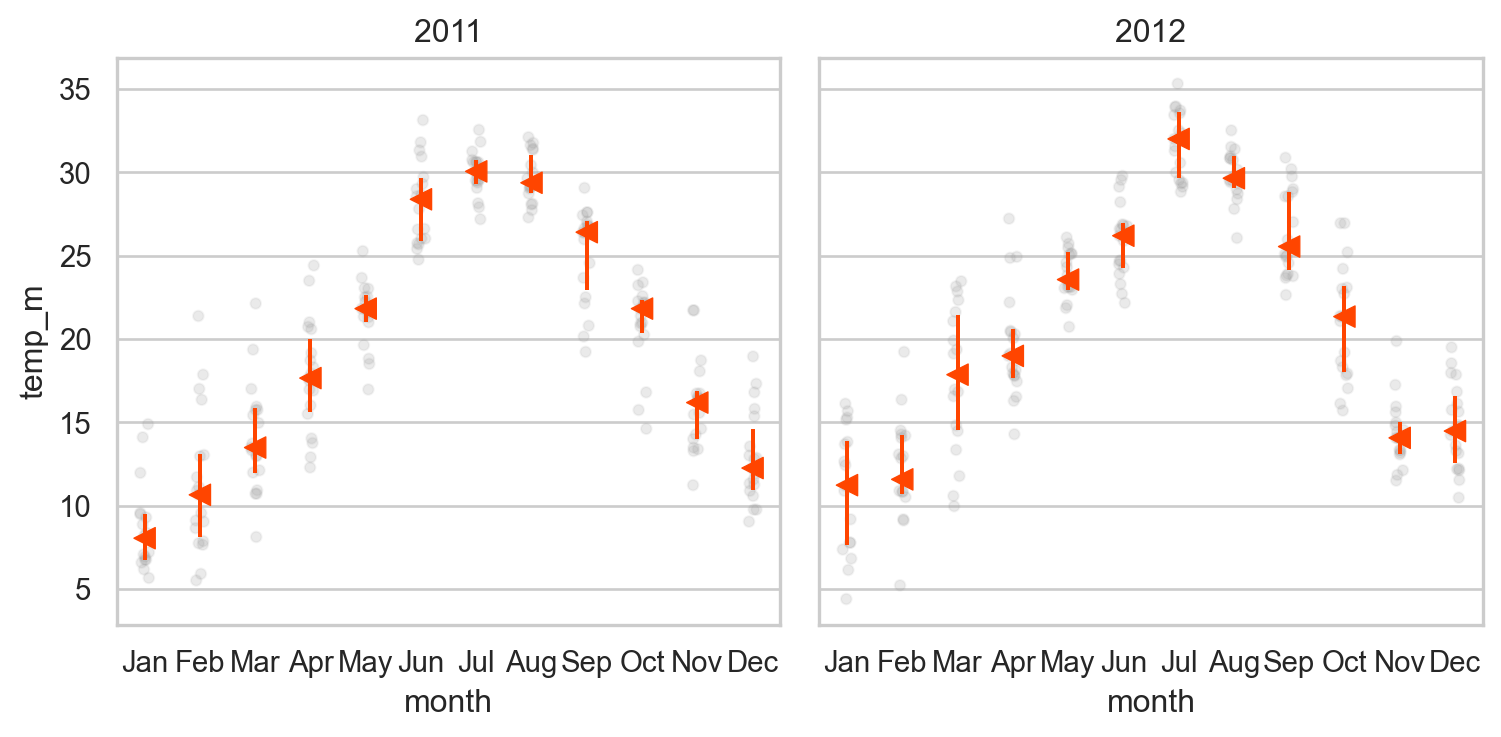 2011 2012
35
30
25
20
15
10
5
temp_m
Jan Feb Mar Apr May Jun Jul Aug Sep Oct Nov Dec Jan Feb Mar Apr May Jun Jul Aug Sep Oct Nov Dec
month month